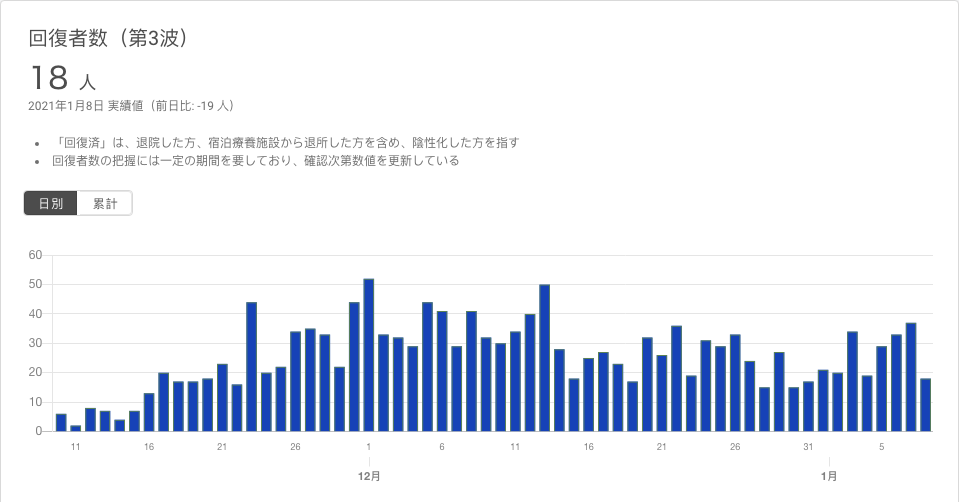 回復者数（第3波）
18 人
2021年1月8日 実績値（前日比: -19 人）
• 「回復済」は、退院した方、宿泊療養施設から退所した方を含め、陰性化した方を指す
• 回復者数の把握には一定の期間を要しており、確認次第数値を更新している
日別 累計
60
50
40
30
20
10
0
11 16 21 26 1 6 11 16 21 26 31 5
12月 1月